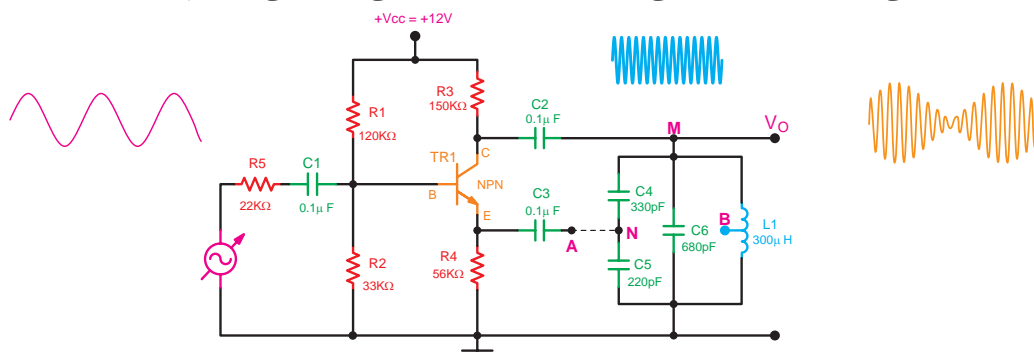 +Vcc = +12V
R3
150KΩ
C2
0.1µ F
R1
120KΩ
M
VO
TR1
C
B
NPN
E
R5
22KΩ
C1
0.1µ F
C3
0.1µ F
A
N
C4
330pF
C6
680pF
B
L1
300µ H
R4
56KΩ
R2
33KΩ
C5
220pF